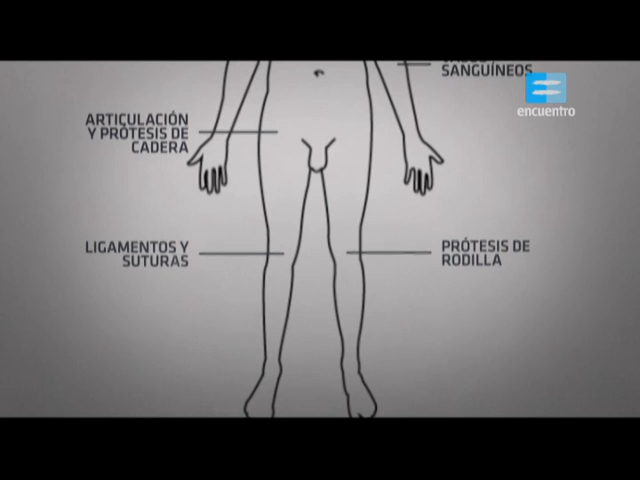 SANGUÍNEOS
encuentro
ARTICULACIÓN
Y PRÓTESIS DE
CADERA
LIGAMENTOS Y
SUTURAS
PRÓTESIS DE
RODILLA